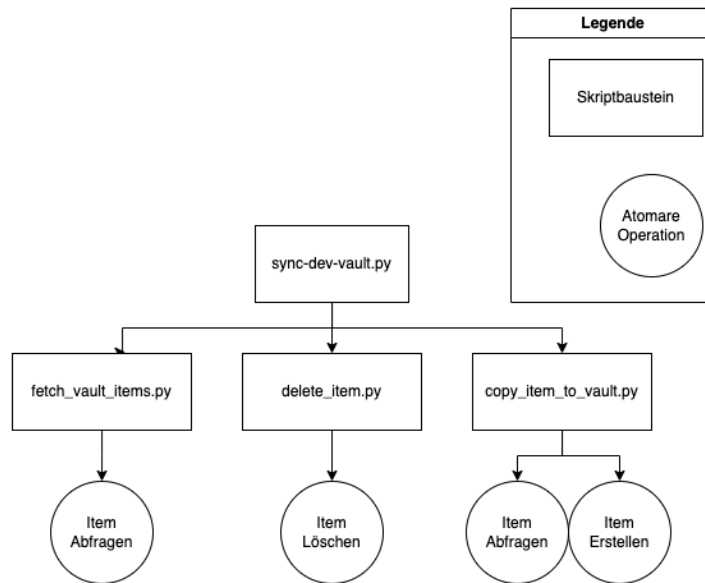 Legende
Skriptbaustein
Atomare
Operation
sync-dev-vault.py
fetch_vault_items.py
delete_item.py
copy_item_to_vault.py
Item
Abfragen
Item
Löschen
Item
Abfragen
Item
Erstellen